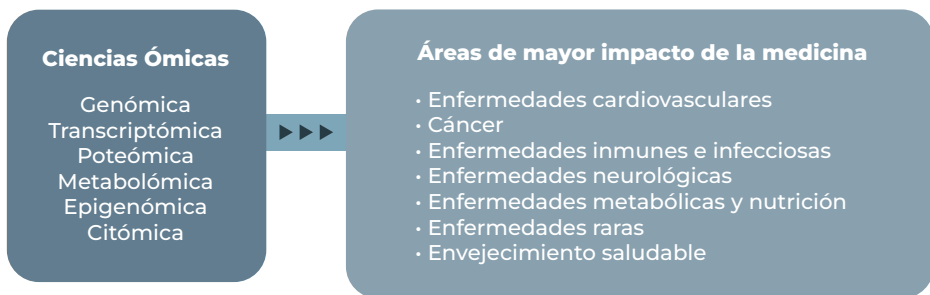 Ciencias Ómicas
Genómica
Transcriptómica
Poteómica
Metabolómica
Epigenómica
Citómica
Áreas de mayor impacto de la medicina
• Enfermedades cardiovasculares
• Cáncer
• Enfermedades inmunes e infecciosas
• Enfermedades neurológicas
• Enfermedades metábolicas y nutrición
• Enfermedades raras
• Envejecimiento saludable